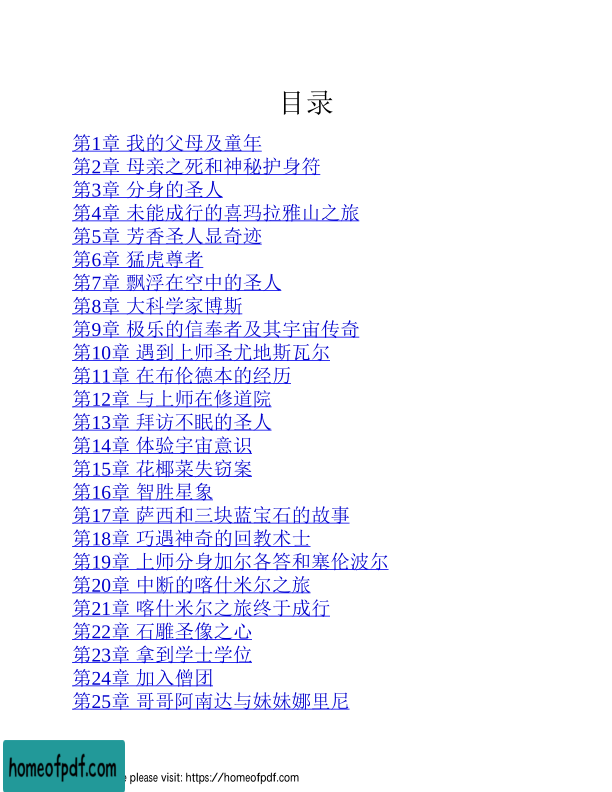 目录
第1章 我的父母及童年
第2章 母亲之死和神秘护身符
第3章 分身的圣人
第4章 未能成行的喜玛拉雅山之旅
第5章 芳香圣人显奇迹
第6章 猛虎尊者
第7章 飘浮在空中的圣人
第8章 大科学家博斯
第9章 极乐的信奉者及其宇宙传奇
第10章 遇到上师圣尤地斯瓦尔
第11章 在布伦德本的经历
第12章 与上师在修道院
第13章 拜访不眠的圣人
第14章 体验宇宙意识
第15章 花椰菜失窃案
第16章 智胜星象
第17章 萨西和三块蓝宝石的故事
第18章 巧遇神奇的回教术士
第19章 上师分身加尔各答和塞伦波尔
第20章 中断的喀什米尔之旅
第21章 喀什米尔之旅终于成行
第22章 石雕圣像之心
第23章 拿到学士学位
第24章 加入僧团
第25章 哥哥阿南达与妹妹娜里尼
homeofpdf.com
please visit: https://homeofpdf.com